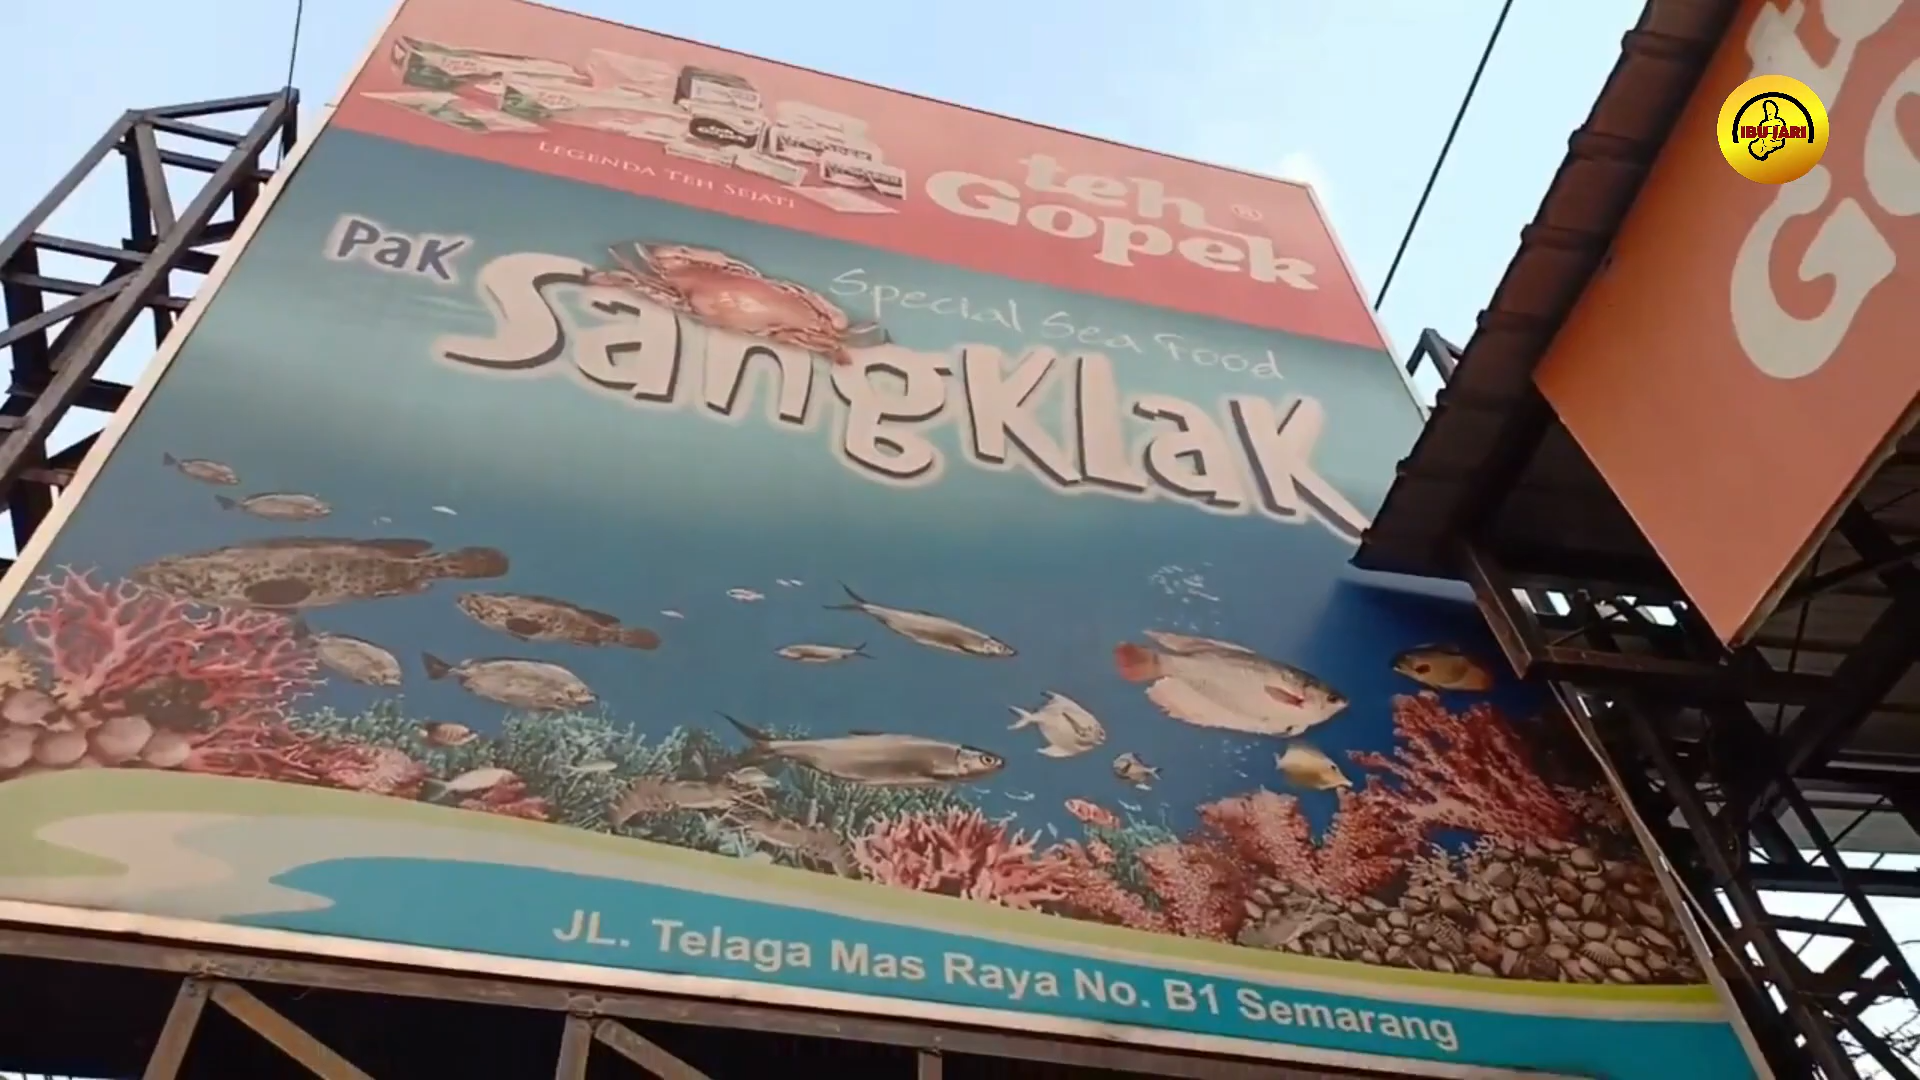 teh
Gopek ®
LEGENDA TEH SEJATI
Pak
SangKLaK
Special Sea Food
JL. Telaga Mas Raya No. B1 Semarang
IBU JARI